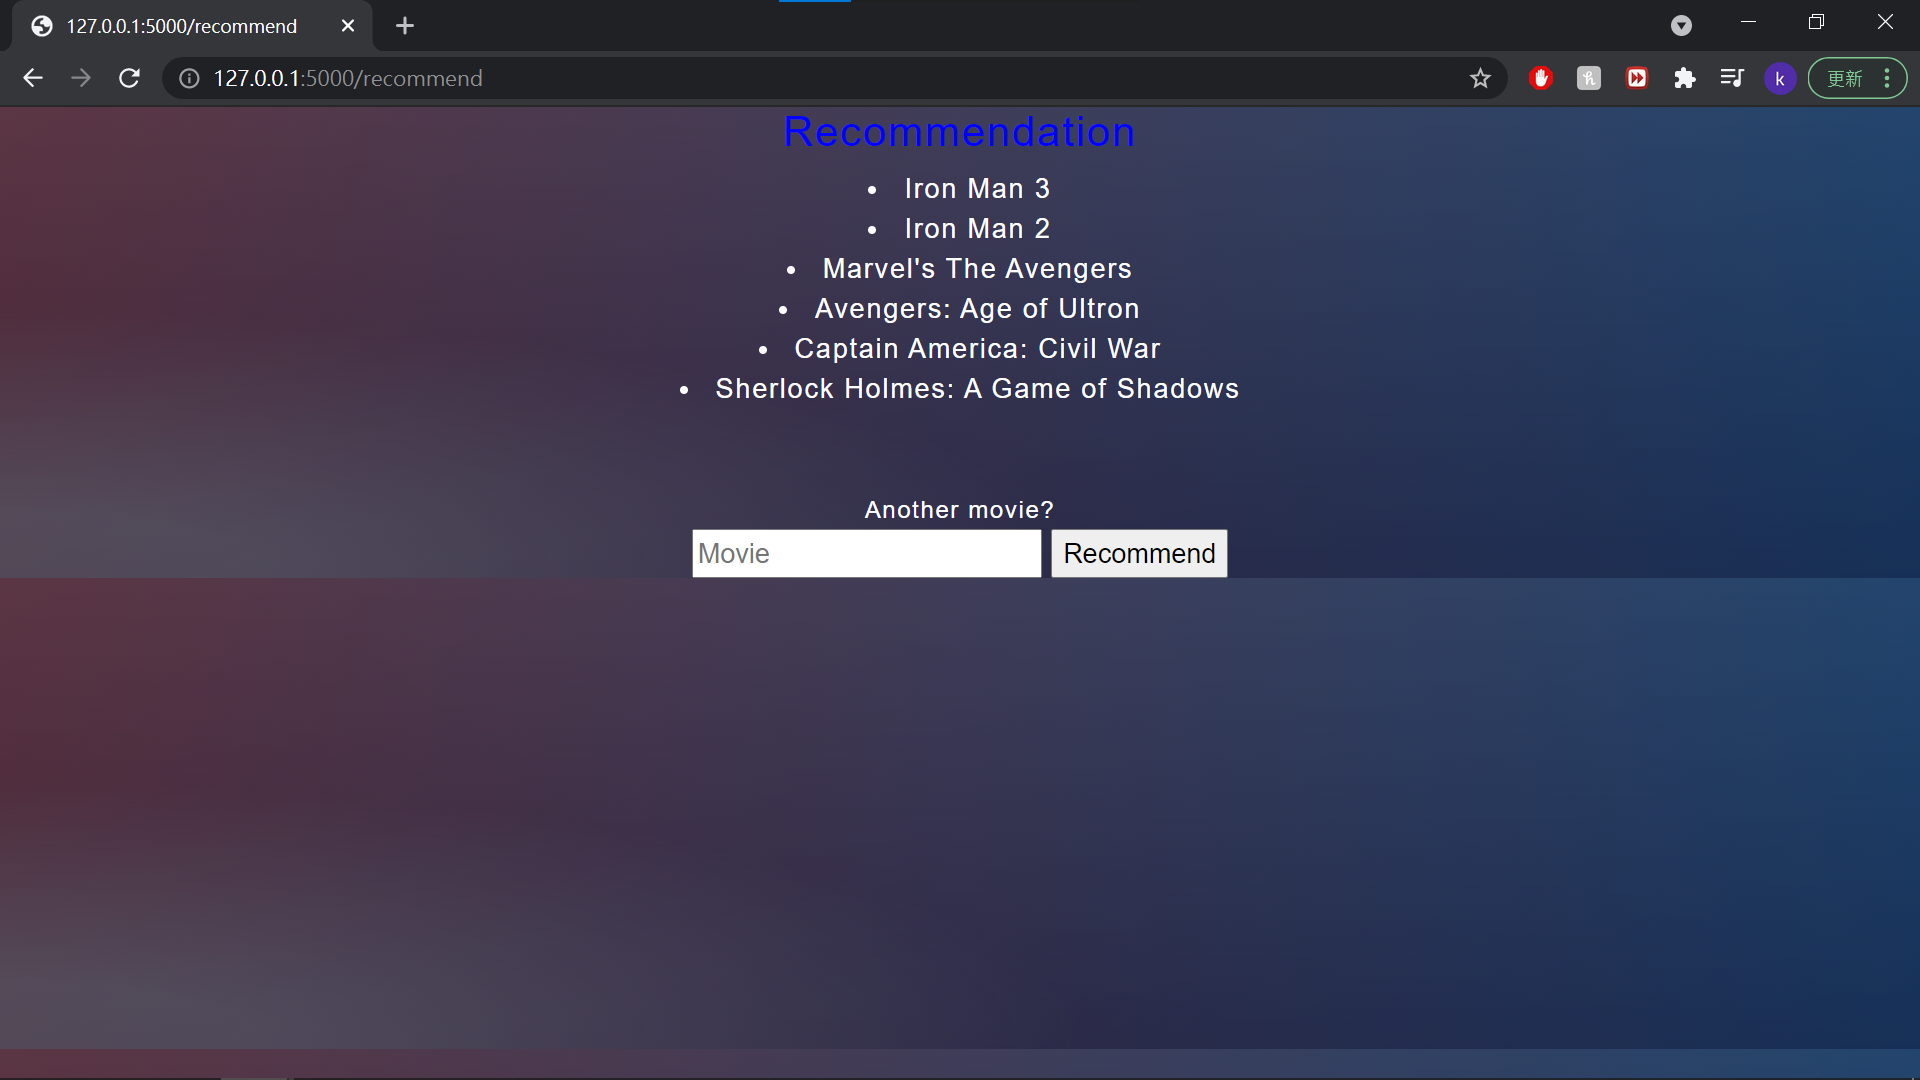 127.0.0.1:5000/recommend
127.0.0.1:5000/recommend
k
更新
Recommendation
• Iron Man 3
• Iron Man 2
• Marvel's The Avengers
• Avengers: Age of Ultron
• Captain America: Civil War
• Sherlock Holmes: A Game of Shadows
Another movie?
Movie
Recommend